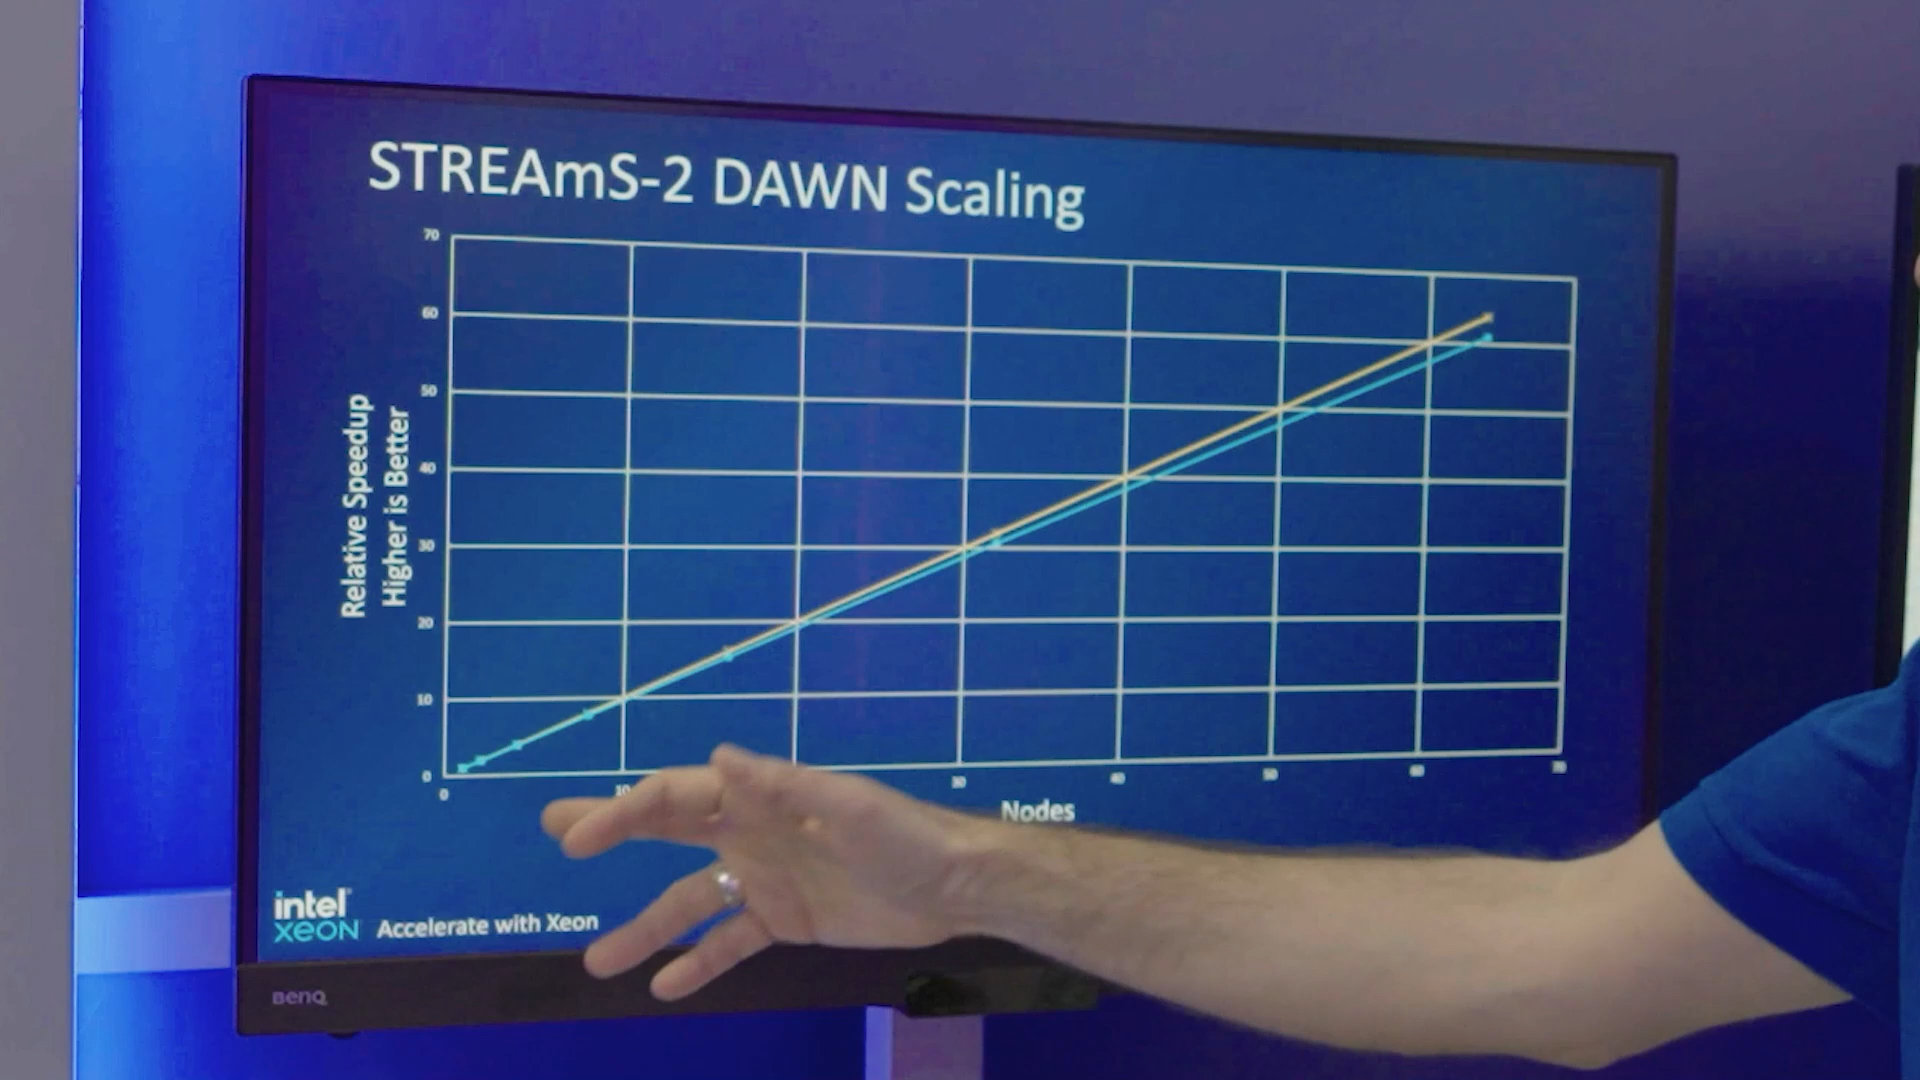 STREAmS-2 DAWN Scaling
70
60
50
40
30
20
10
0
Relative Speedup
Higher is Better
0
10
30
40
50
60
70
Nodes
intel
XEON
Accelerate with Xeon
BenQ